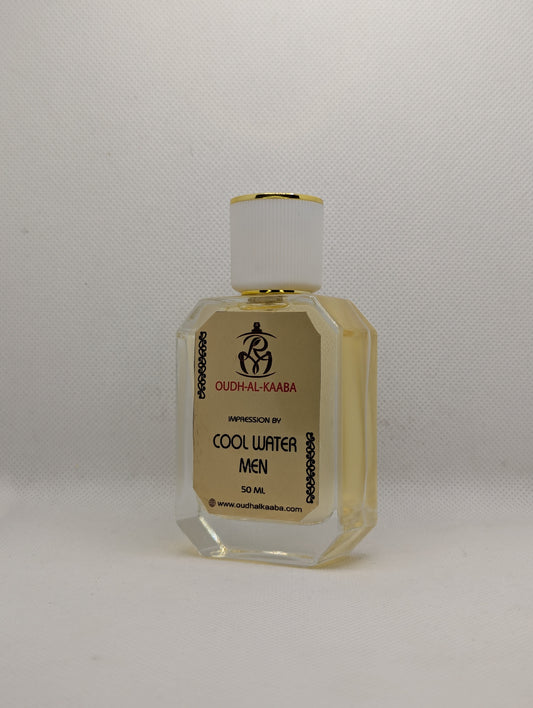 OUDH-AL-KAABA
IMPRESSION BY
COOL WATER
MEN
50 ML
www.oudhalkaaba.com